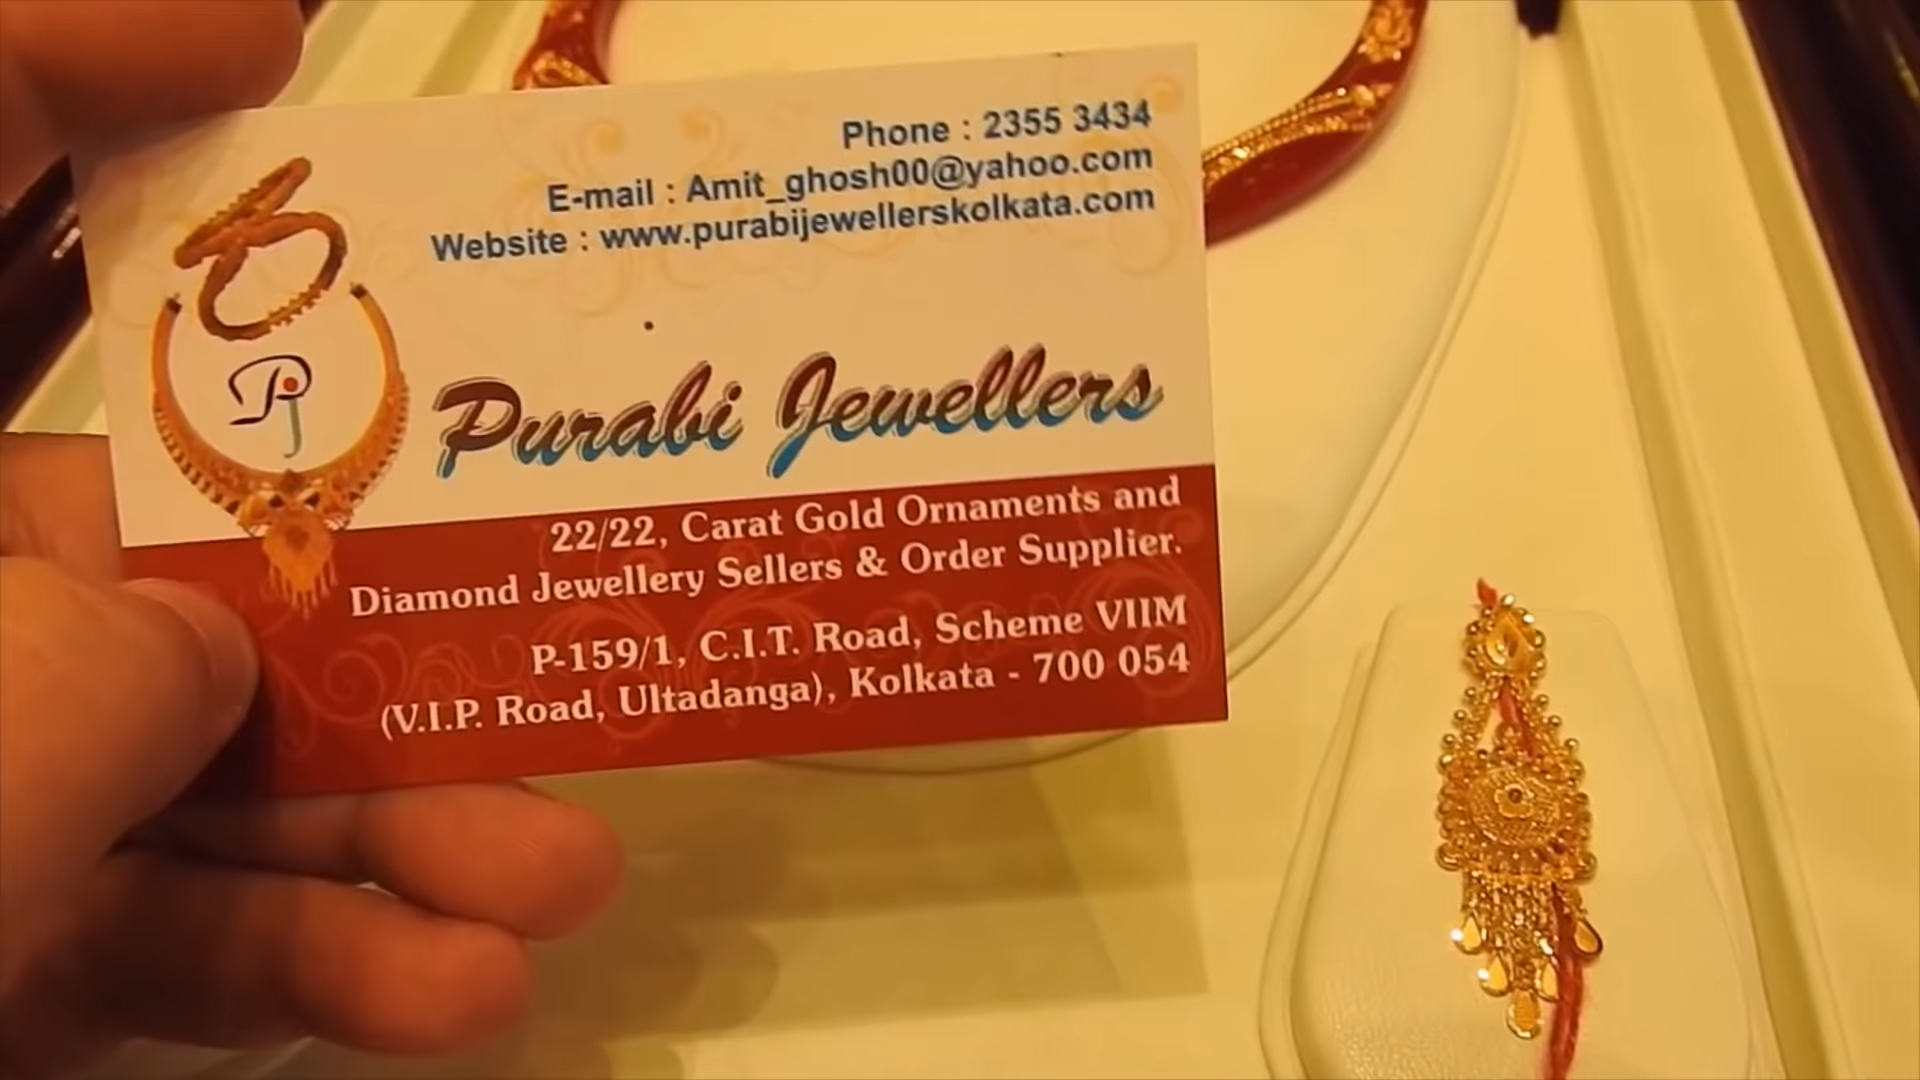 Phone : 2355 3434
E-mail : Amit_ghosh00@yahoo.com
Website : www.purabijewellerskolkata.com
PJ
Purabi Jewellers
22/22, Carat Gold Ornaments and
Diamond Jewellery Sellers & Order Supplier.
P-159/1, C.I.T. Road, Scheme VIIM
(V.I.P. Road, Ultadanga), Kolkata - 700 054